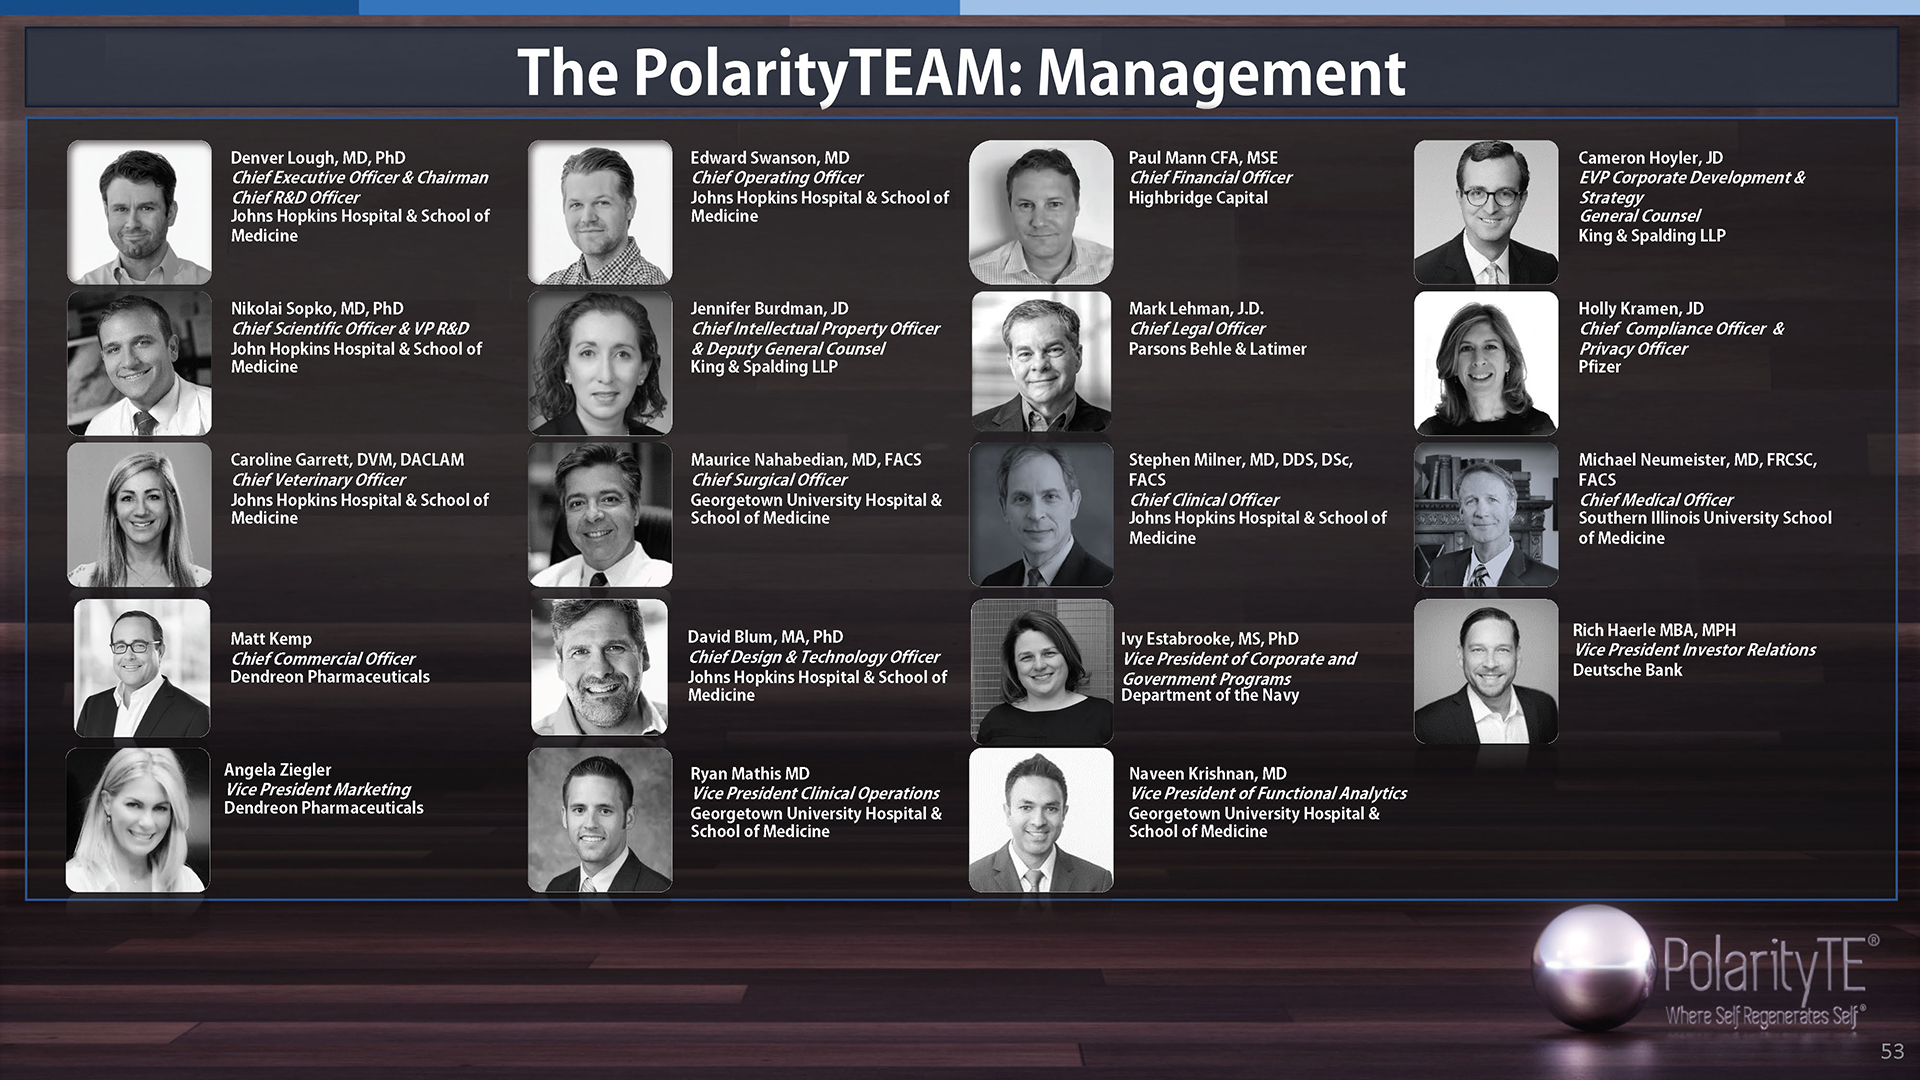 The PolarityTEAM: Management
Denver Lough, MD, PhD
Chief Executive Officer & Chairman
Chief R&D Officer
Johns Hopkins Hospital & School of
Medicine
Edward Swanson, MD
Chief Operating Officer
Johns Hopkins Hospital & School of
Medicine
Paul Mann CFA, MSE
Chief Financial Officer
Highbridge Capital
Cameron Hoyler, JD
EVP Corporate Development &
Strategy
General Counsel
King & Spalding LLP
Nikolai Sopko, MD, PhD
Chief Scientific Officer & VP R&D
John Hopkins Hospital & School of
Medicine
Jennifer Burdman, JD
Chief Intellectual Property Officer
& Deputy General Counsel
King & Spalding LLP
Mark Lehman, J.D.
Chief Legal Officer
Parsons Behle & Latimer
Holly Kramen, JD
Chief Compliance Officer &
Privacy Officer
Pfizer
Caroline Garrett, DVM, DACLAM
Chief Veterinary Officer
Johns Hopkins Hospital & School of
Medicine
Maurice Nahabedian, MD, FACS
Chief Surgical Officer
Georgetown University Hospital &
School of Medicine
Stephen Milner, MD, DDS, DSc,
FACS
Chief Clinical Officer
Johns Hopkins Hospital & School of
Medicine
Michael Neumeister, MD, FRCSC,
FACS
Chief Medical Officer
Southern Illinois University School
of Medicine
Matt Kemp
Chief Commercial Officer
Dendreon Pharmaceuticals
David Blum, MA, PhD
Chief Design & Technology Officer
Johns Hopkins Hospital & School of
Medicine
Ivy Estabrooke, MS, PhD
Vice President of Corporate and
Government Programs
Department of the Navy
Rich Haerle MBA, MPH
Vice President Investor Relations
Deutsche Bank
Angela Ziegler
Vice President Marketing
Dendreon Pharmaceuticals
Ryan Mathis MD
Vice President Clinical Operations
Georgetown University Hospital &
School of Medicine
Naveen Krishnan, MD
Vice President of Functional Analytics
Georgetown University Hospital &
School of Medicine
PolarityTE®
Where Self Regenerates Self®
53